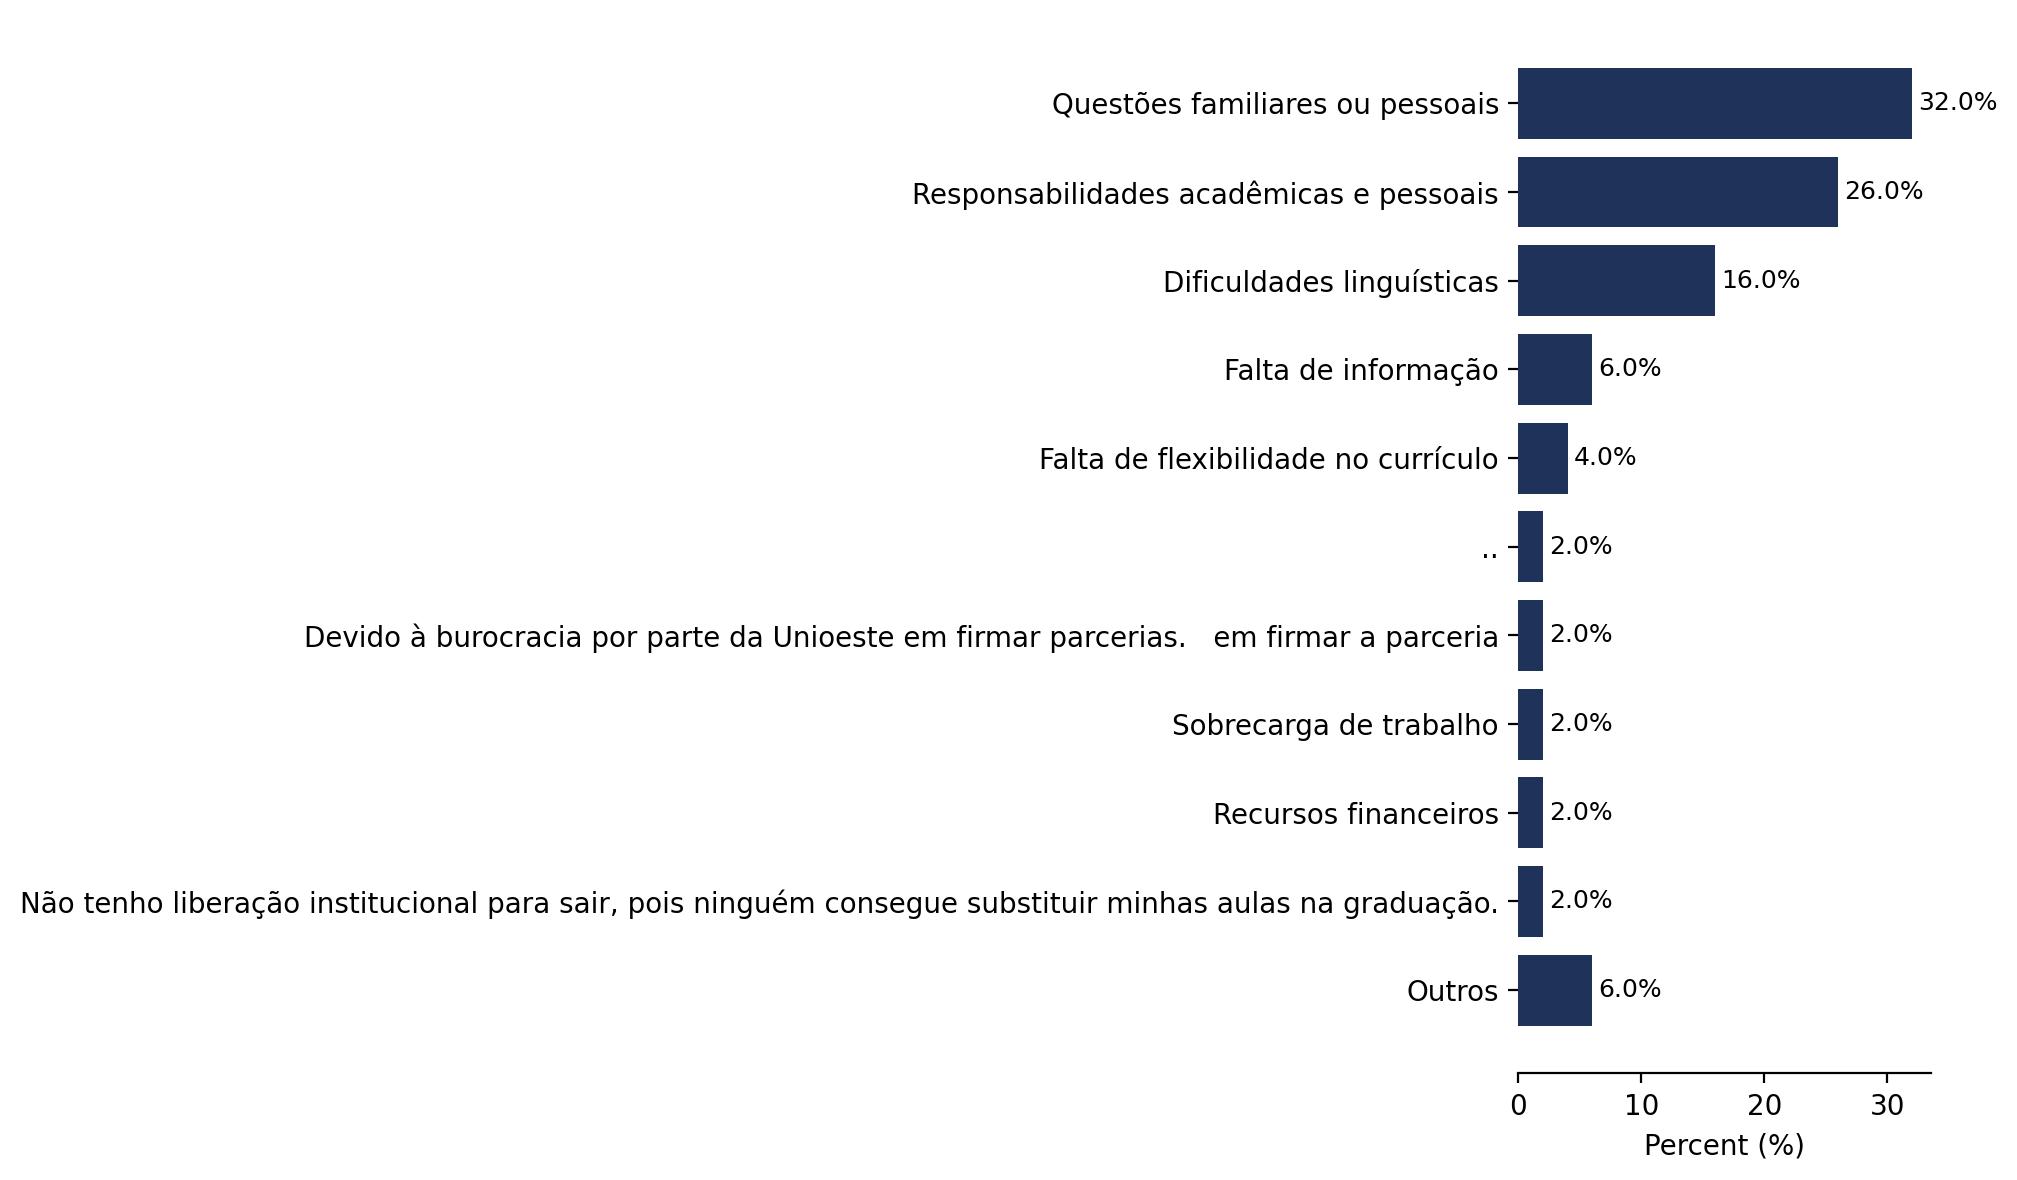 Questões familiares ou pessoais 32.0%
Responsabilidades acadêmicas e pessoais 26.0%
Dificuldades linguísticas 16.0%
Falta de informação 6.0%
Falta de flexibilidade no currículo 4.0%
.. 2.0%
Devido à burocracia por parte da Unioeste em firmar parcerias.   em firmar a parceria 2.0%
Sobrecarga de trabalho 2.0%
Recursos financeiros 2.0%
Não tenho liberação institucional para sair, pois ninguém consegue substituir minhas aulas na graduação. 2.0%
Outros 6.0%
0 10 20 30
Percent (%)